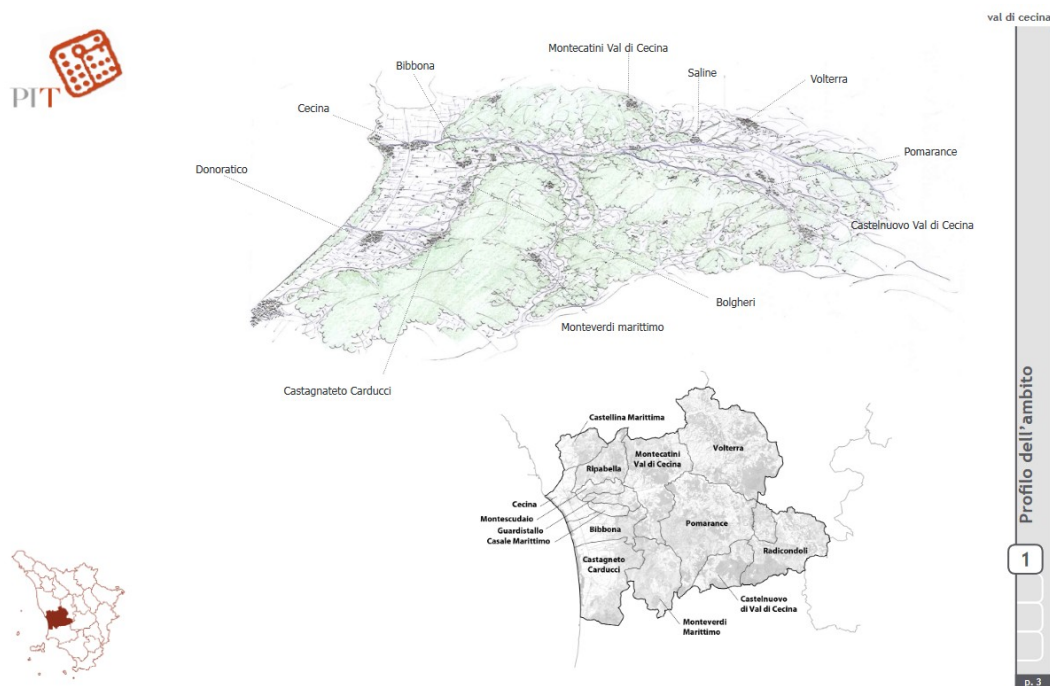 val di cecina
PIT
Montecatini Val di Cecina
Bibbona
Saline
Volterra
Cecina
Pomarance
Donoratico
Castelnuovo Val di Cecina
Bolgheri
Monteverdi marittimo
Castagnateto Carducci
Castellina Marittima
Volterra
Montecatini
Val di Cecina
Ripabella
Cecina
Montescudaio
Guardistallo
Casale Marittimo
Bibbona
Pomarance
Radicondoli
Castagneto
Carducci
Castelnuovo
di Val di Cecina
Monteverdi
Marittimo
Profilo dell'ambito
1
p. 3